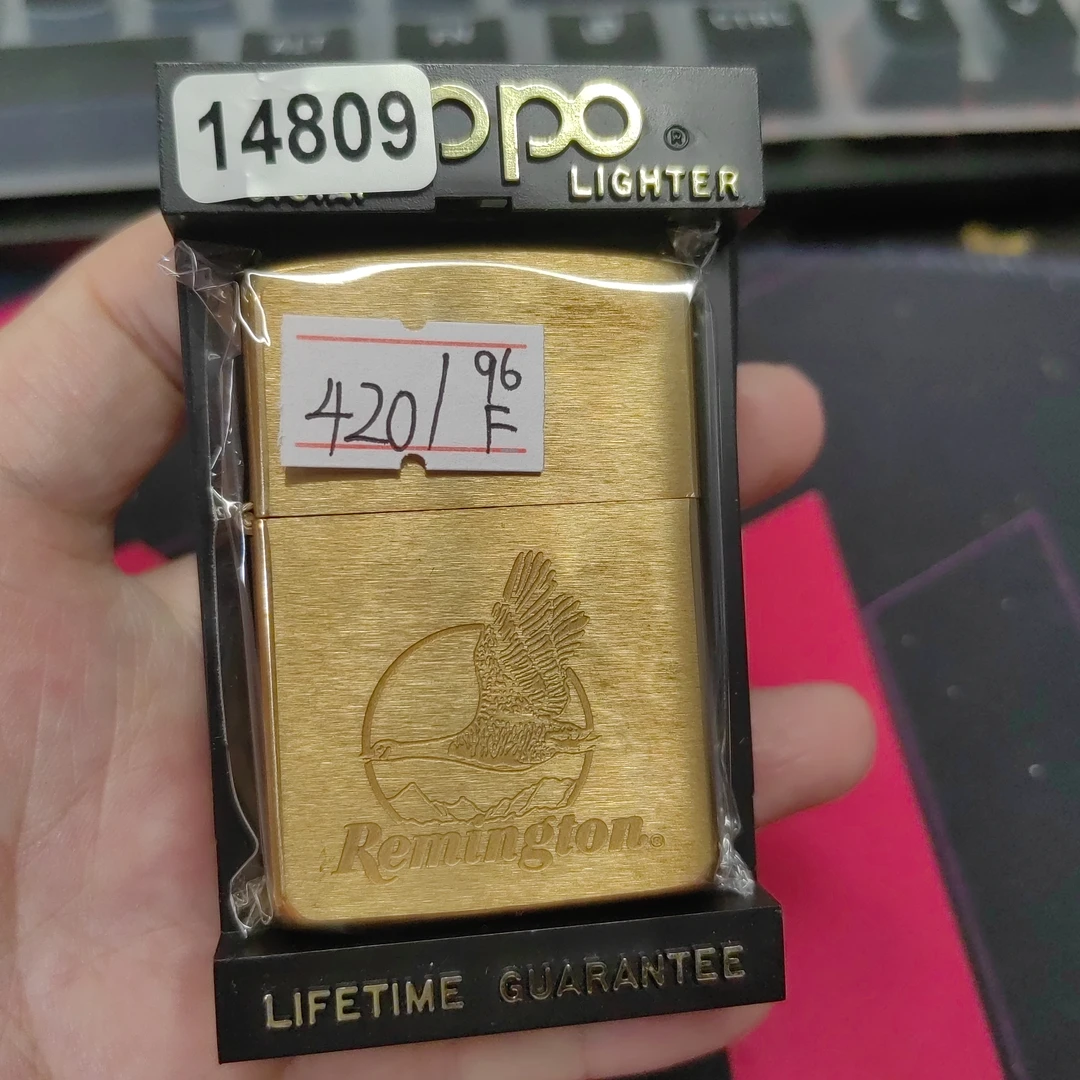 14809
ppo ®
LIGHTER
420/ 96
F
Remington®
LIFETIME GUARANTEE